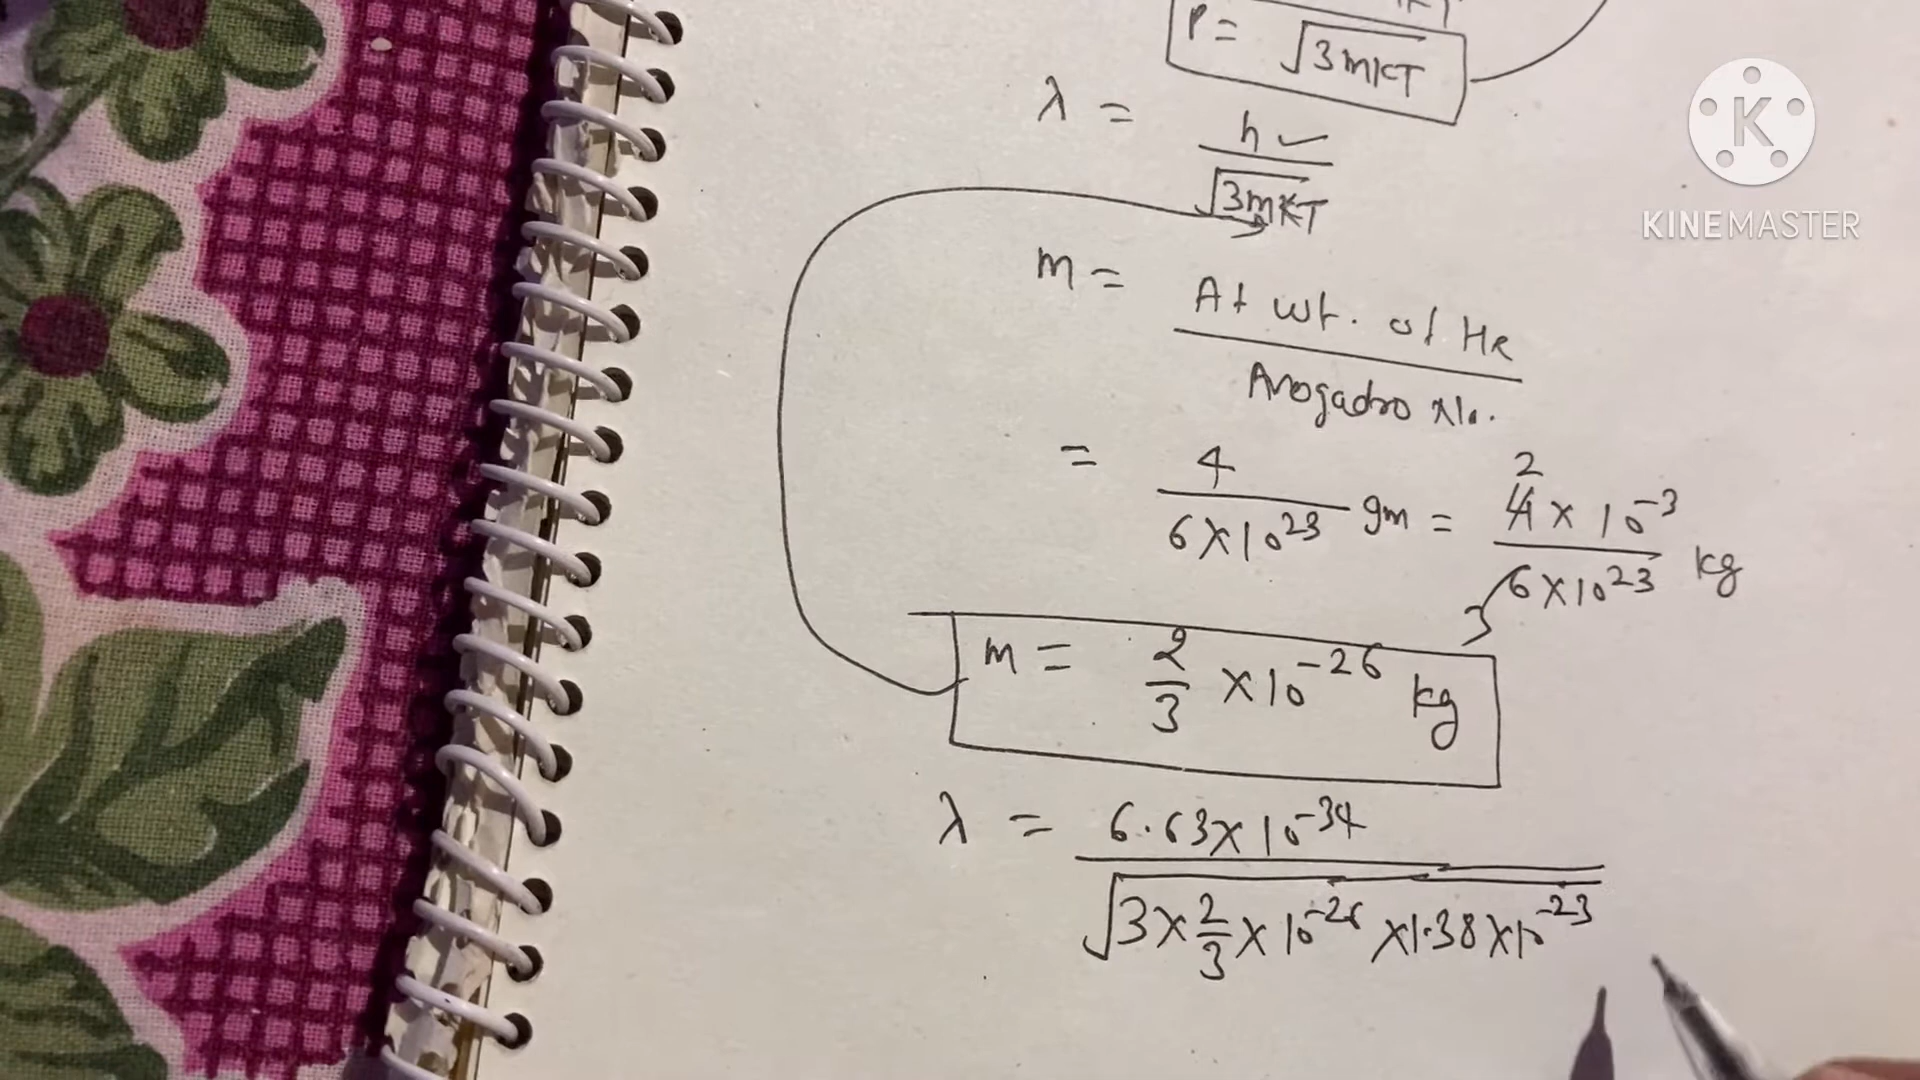 P = √3mKT
λ = h / √3mKT
m = At wt. of He / Avogadro No.
= 4 / 6×10²³ gm = 2 4×10⁻³ / 3 6×10²³ kg
m = 2/3 × 10⁻²⁶ kg
λ = 6.63×10⁻³⁴ / √3×2/3×10⁻²⁶×1.38×10⁻²³
K
KINEMASTER